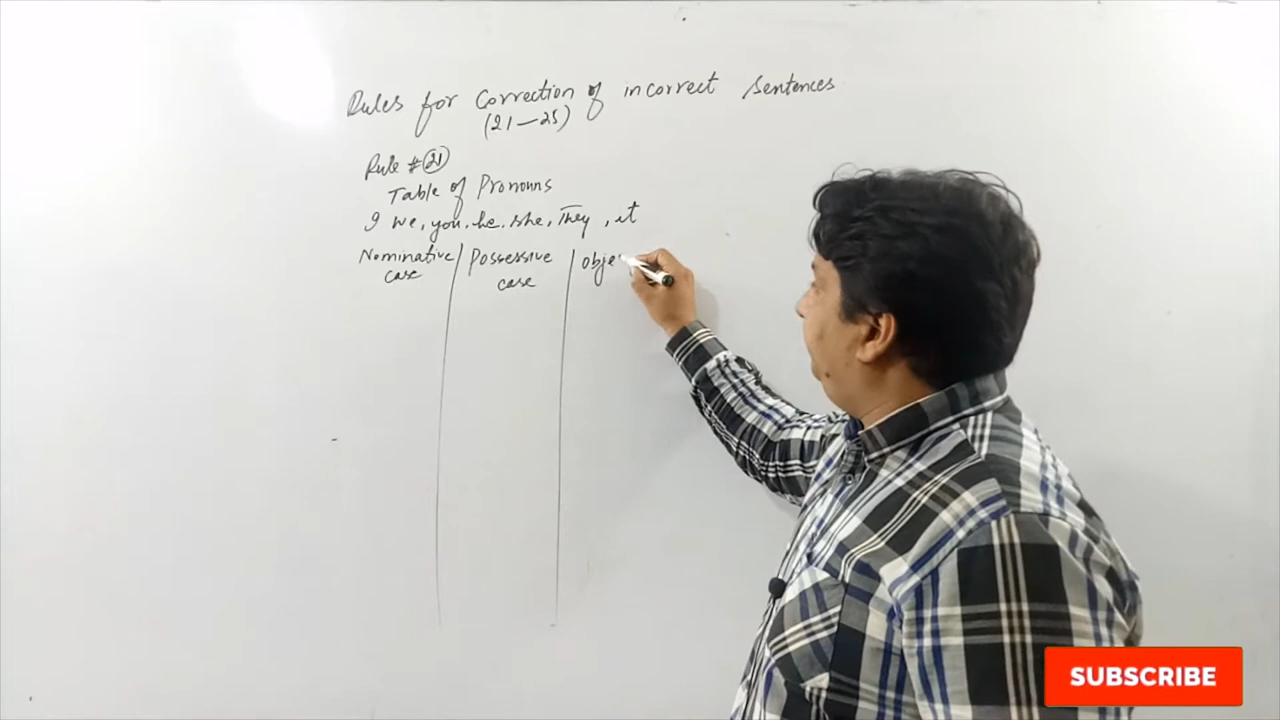 Rules for Correction of incorrect Sentences
(21—25)
Rule # 21
Table of Pronouns
I we, you, he, she, They, it
Nominative case | Possessive case | obje
SUBSCRIBE